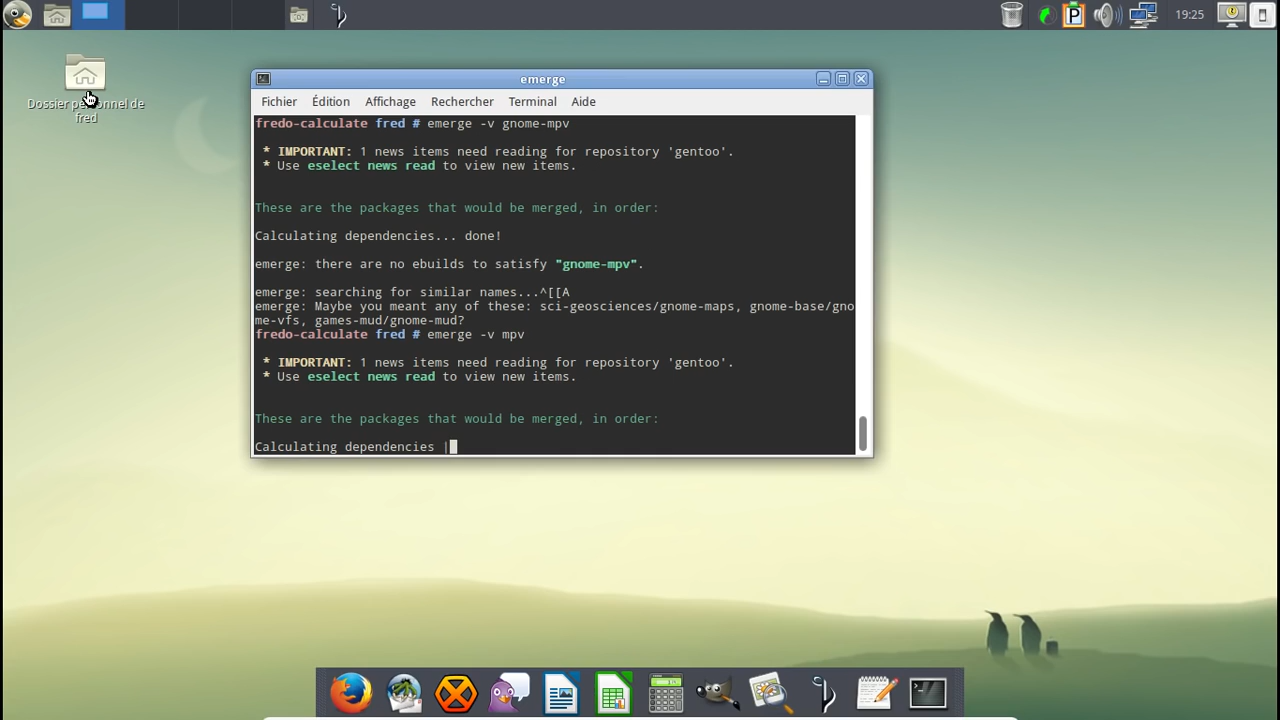 19:25
Dossier personnel de
fred
emerge
Fichier Édition Affichage Rechercher Terminal Aide
fredo-calculate fred # emerge -v gnome-mpv
* IMPORTANT: 1 news items need reading for repository 'gentoo'.
* Use eselect news read to view new items.
These are the packages that would be merged, in order:
Calculating dependencies... done!
emerge: there are no ebuilds to satisfy "gnome-mpv".
emerge: searching for similar names...^[[A
emerge: Maybe you meant any of these: sci-geosciences/gnome-maps, gnome-base/gno
me-vfs, games-mud/gnome-mud?
fredo-calculate fred # emerge -v mpv
* IMPORTANT: 1 news items need reading for repository 'gentoo'.
* Use eselect news read to view new items.
These are the packages that would be merged, in order:
Calculating dependencies |